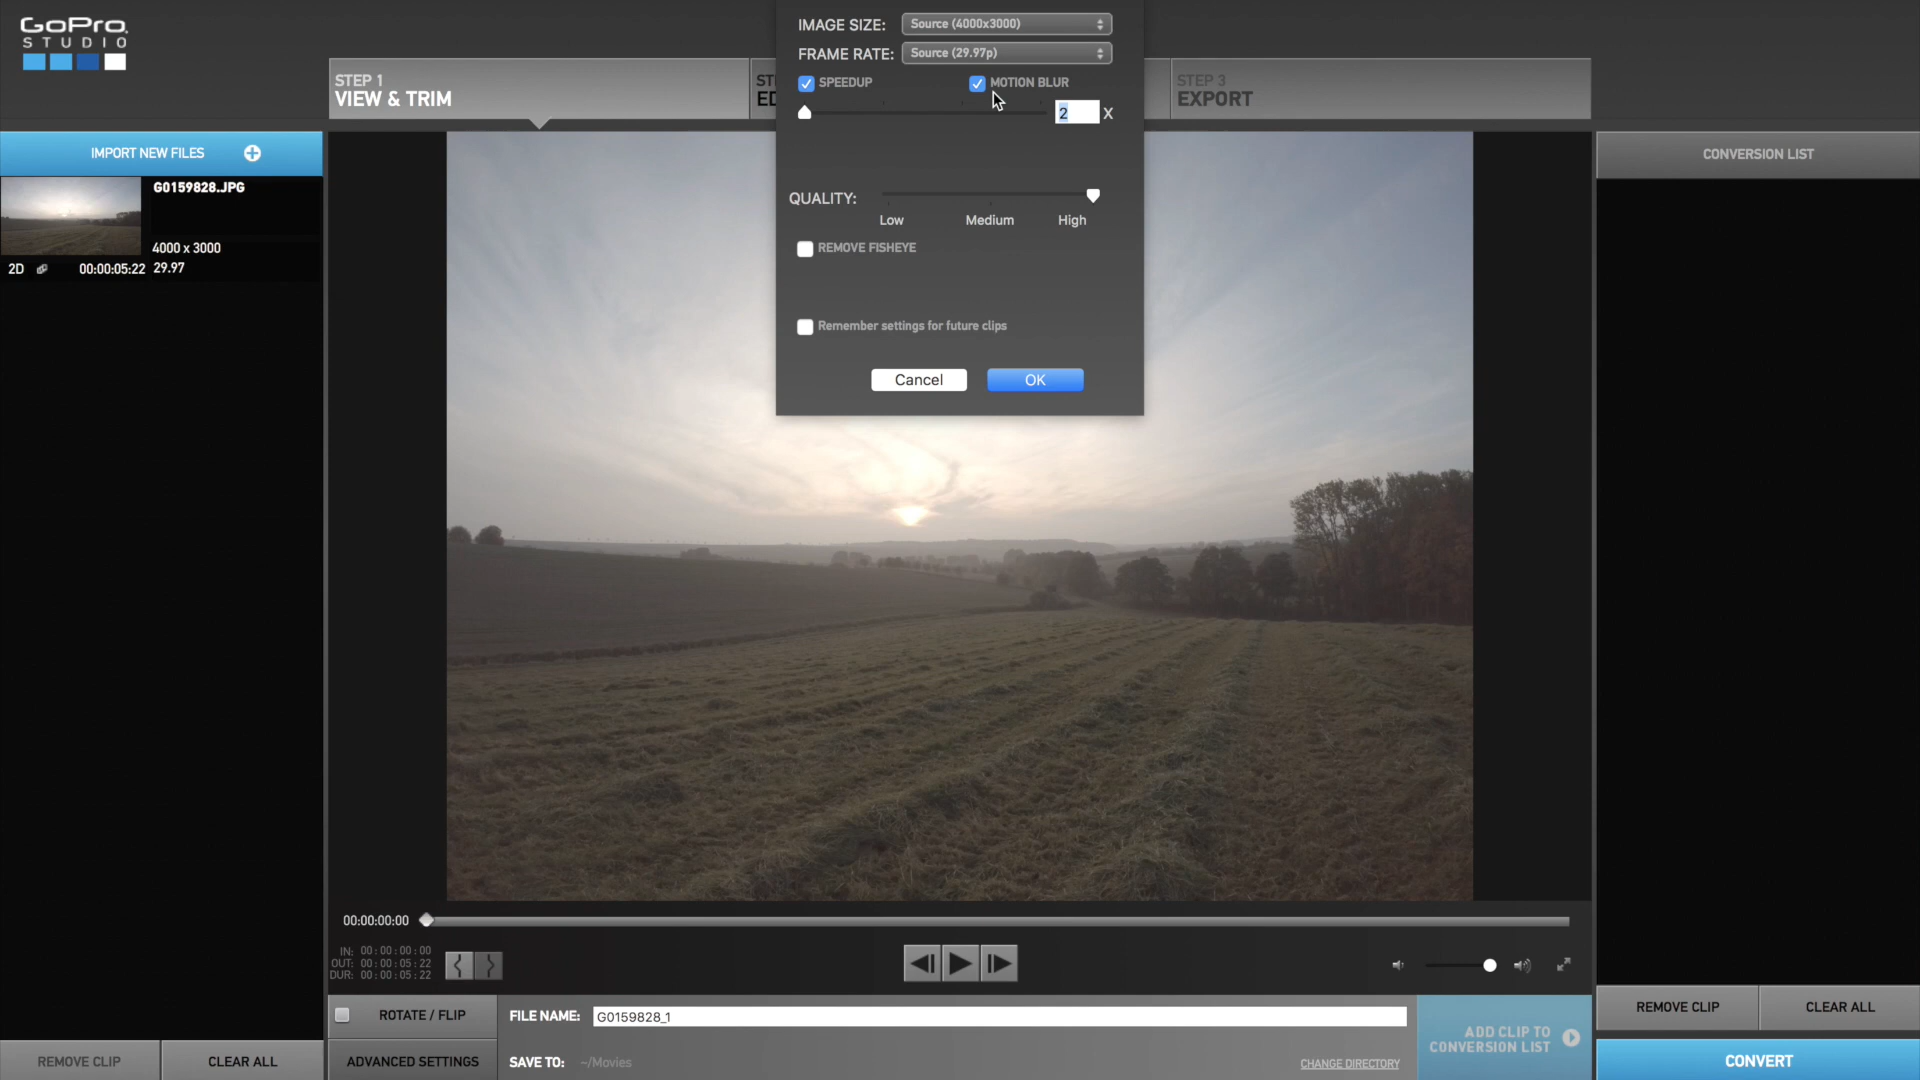 GoPro
STUDIO
IMAGE SIZE: Source (4000x3000)
FRAME RATE: Source (29.97p)
SPEEDUP MOTION BLUR
2 X
QUALITY:
Low Medium High
REMOVE FISHEYE
Remember settings for future clips
Cancel OK
STEP 1
VIEW & TRIM
ST
ED
STEP 3
EXPORT
IMPORT NEW FILES
G0159828.JPG
4000 x 3000
2D 00:00:05:22 29.97
CONVERSION LIST
00:00:00:00
IN: 00:00:00:00
OUT: 00:00:05:22
DUR: 00:00:05:22
ROTATE / FLIP
FILE NAME: G0159828_1
ADVANCED SETTINGS
SAVE TO: ~/Movies
CHANGE DIRECTORY
ADD CLIP TO
CONVERSION LIST
REMOVE CLIP CLEAR ALL
REMOVE CLIP CLEAR ALL
CONVERT